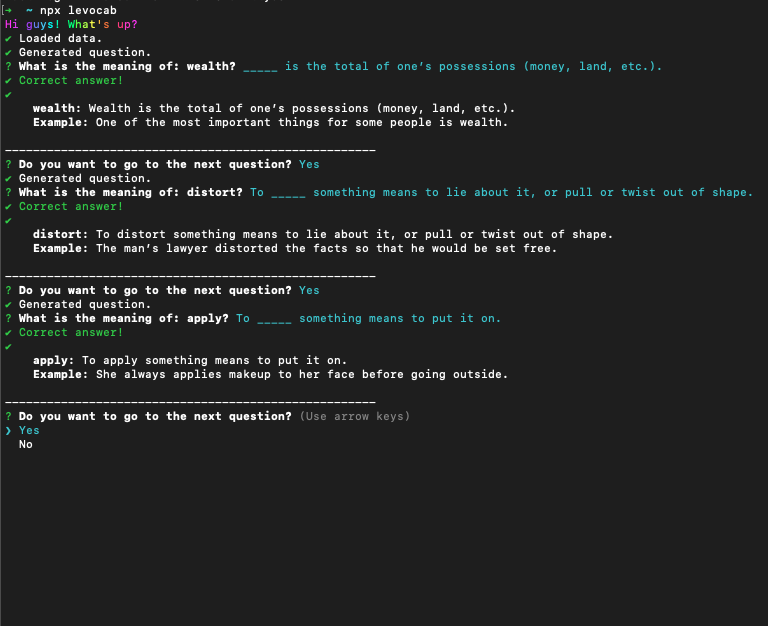 [➜  ~ npx levocab
Hi guys! What's up?
✔ Loaded data.
✔ Generated question.
? What is the meaning of: wealth? _____ is the total of one’s possessions (money, land, etc.).
✔ Correct answer!
✔
wealth: Wealth is the total of one’s possessions (money, land, etc.).
Example: One of the most important things for some people is wealth.
_____________________________________________________
? Do you want to go to the next question? Yes
✔ Generated question.
? What is the meaning of: distort? To _____ something means to lie about it, or pull or twist out of shape.
✔ Correct answer!
✔
distort: To distort something means to lie about it, or pull or twist out of shape.
Example: The man’s lawyer distorted the facts so that he would be set free.
_____________________________________________________
? Do you want to go to the next question? Yes
✔ Generated question.
? What is the meaning of: apply? To _____ something means to put it on.
✔ Correct answer!
✔
apply: To apply something means to put it on.
Example: She always applies makeup to her face before going outside.
_____________________________________________________
? Do you want to go to the next question? (Use arrow keys)
❯ Yes
No